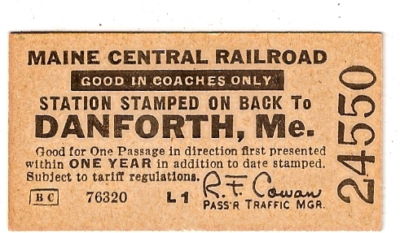 MAINE CENTRAL RAILROAD
GOOD IN COACHES ONLY
STATION STAMPED ON BACK To
DANFORTH, Me.
Good for One Passage in direction first presented
within ONE YEAR in addition to date stamped.
Subject to tariff regulations.
BC 76320 L1 R. F. Cowan
PASS'R TRAFFIC MGR.
24550